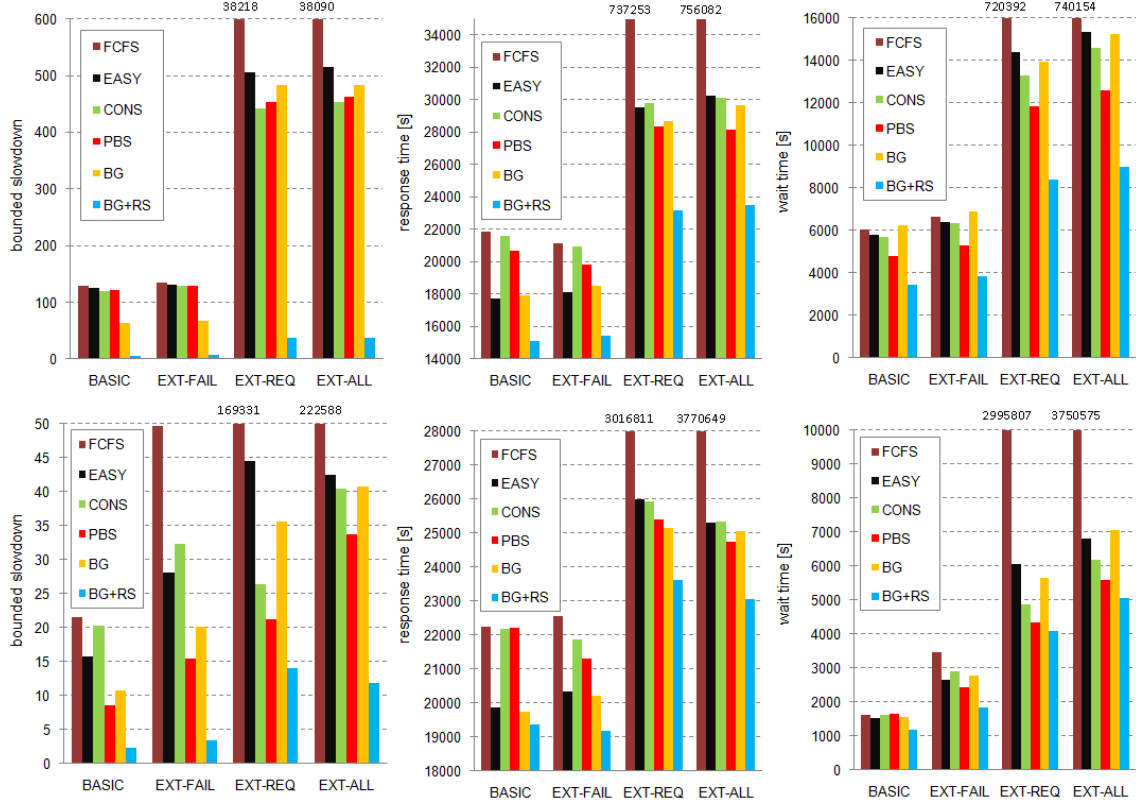 38218 38090
600
500
400
300
200
100
0
bounded slowdown
FCFS
EASY
CONS
PBS
BG
BG+RS
BASIC EXT-FAIL EXT-REQ EXT-ALL
737253 756082
34000
32000
30000
28000
26000
24000
22000
20000
18000
16000
14000
response time [s]
FCFS
EASY
CONS
PBS
BG
BG+RS
BASIC EXT-FAIL EXT-REQ EXT-ALL
720392 740154
16000
14000
12000
10000
8000
6000
4000
2000
0
wait time [s]
FCFS
EASY
CONS
PBS
BG
BG+RS
BASIC EXT-FAIL EXT-REQ EXT-ALL
169331 222588
50
45
40
35
30
25
20
15
10
5
0
bounded slowdown
FCFS
EASY
CONS
PBS
BG
BG+RS
BASIC EXT-FAIL EXT-REQ EXT-ALL
3016811 3770649
28000
27000
26000
25000
24000
23000
22000
21000
20000
19000
18000
response time [s]
FCFS
EASY
CONS
PBS
BG
BG+RS
BASIC EXT-FAIL EXT-REQ EXT-ALL
2995807 3750575
10000
9000
8000
7000
6000
5000
4000
3000
2000
1000
0
wait time [s]
FCFS
EASY
CONS
PBS
BG
BG+RS
BASIC EXT-FAIL EXT-REQ EXT-ALL